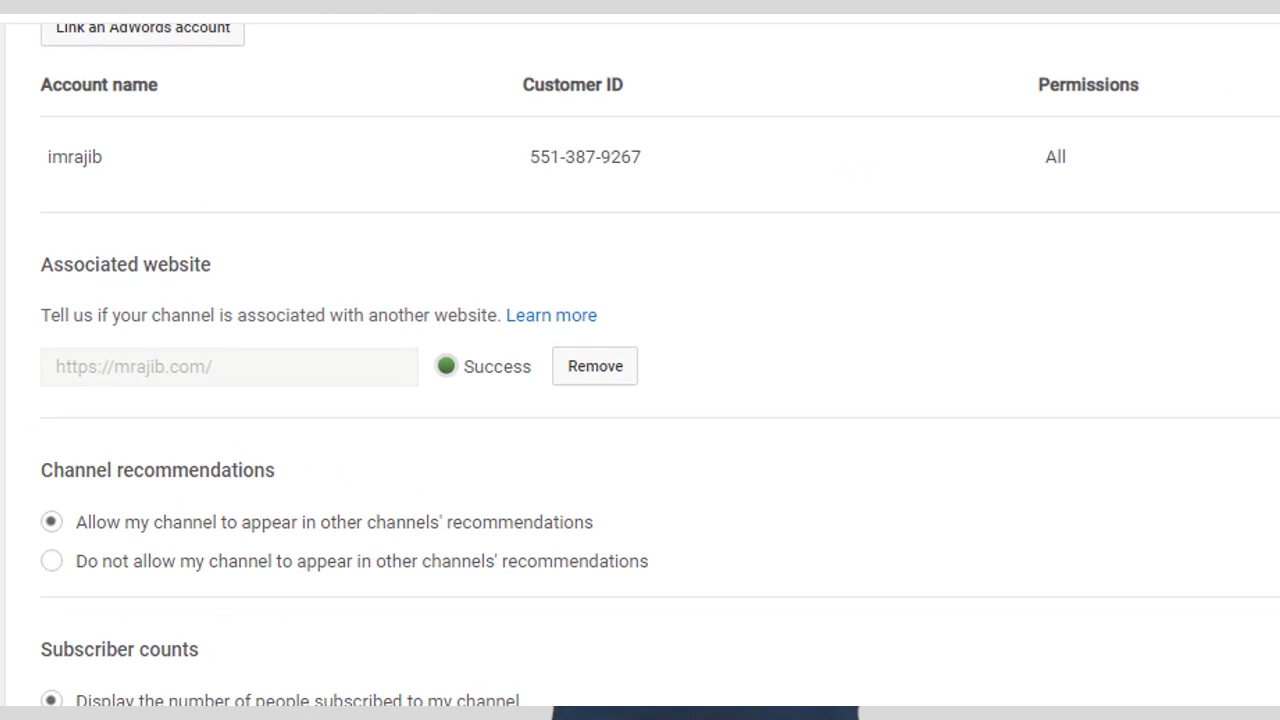 Link an AdWords account
Account name Customer ID Permissions
imrajib 551-387-9267 All
Associated website
Tell us if your channel is associated with another website. Learn more
https://mrajib.com/ Success Remove
Channel recommendations
Allow my channel to appear in other channels' recommendations
Do not allow my channel to appear in other channels' recommendations
Subscriber counts
Display the number of people subscribed to my channel